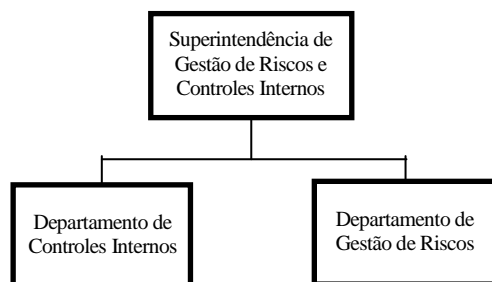 Superintendência de
Gestão de Riscos e
Controles Internos
Departamento de
Controles Internos
Departamento de
Gestão de Riscos